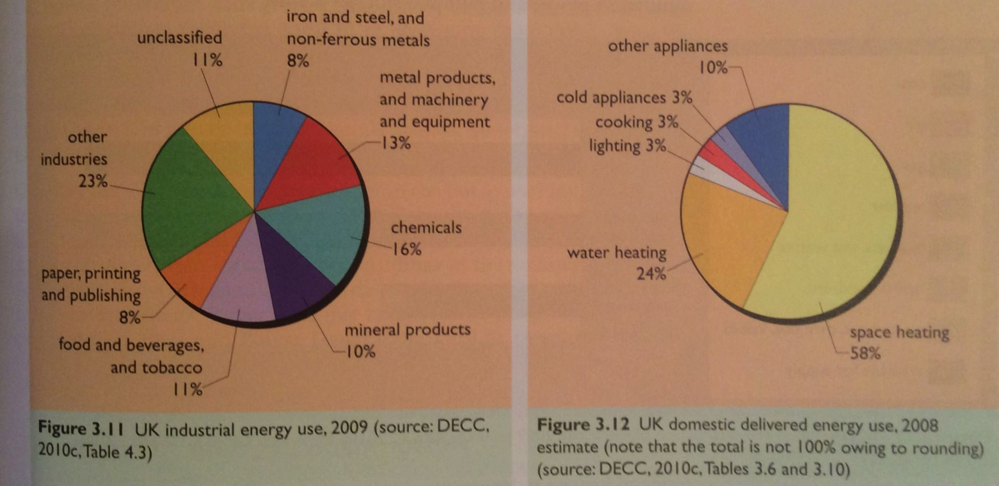 iron and steel, and
non-ferrous metals
8%
unclassified
11%
metal products,
and machinery
and equipment
13%
other
industries
23%
chemicals
16%
paper, printing
and publishing
8%
mineral products
10%
food and beverages,
and tobacco
11%
Figure 3.11 UK industrial energy use, 2009 (source: DECC,
2010c, Table 4.3)
other appliances
10%
cold appliances 3%
cooking 3%
lighting 3%
water heating
24%
space heating
58%
Figure 3.12 UK domestic delivered energy use, 2008
estimate (note that the total is not 100% owing to rounding)
(source: DECC, 2010c, Tables 3.6 and 3.10)